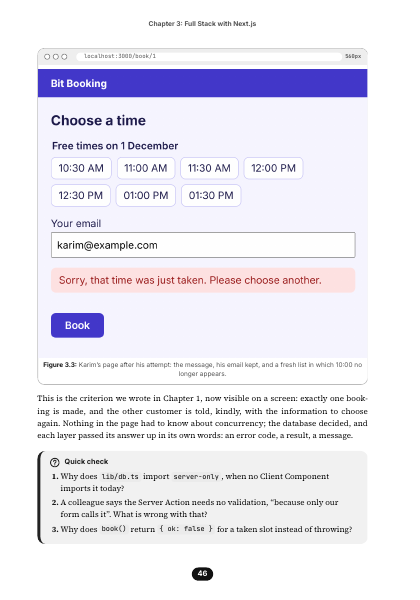 Chapter 3: Full Stack with Next.js
localhost:3000/book/1
560px
Bit Booking
Choose a time
Free times on 1 December
10:30 AM 11:00 AM 11:30 AM 12:00 PM
12:30 PM 01:00 PM 01:30 PM
Your email
karim@example.com
Sorry, that time was just taken. Please choose another.
Book
Figure 3.3: Karim's page after his attempt: the message, his email kept, and a fresh list in which 10:00 no
longer appears.
This is the criterion we wrote in Chapter 1, now visible on a screen: exactly one book-
ing is made, and the other customer is told, kindly, with the information to choose
again. Nothing in the page had to know about concurrency; the database decided, and
each layer passed its answer up in its own words: an error code, a result, a message.
? Quick check
1. Why does lib/db.ts import server-only, when no Client Component
imports it today?
2. A colleague says the Server Action needs no validation, “because only our
form calls it”. What is wrong with that?
3. Why does book() return { ok: false } for a taken slot instead of throwing?
46